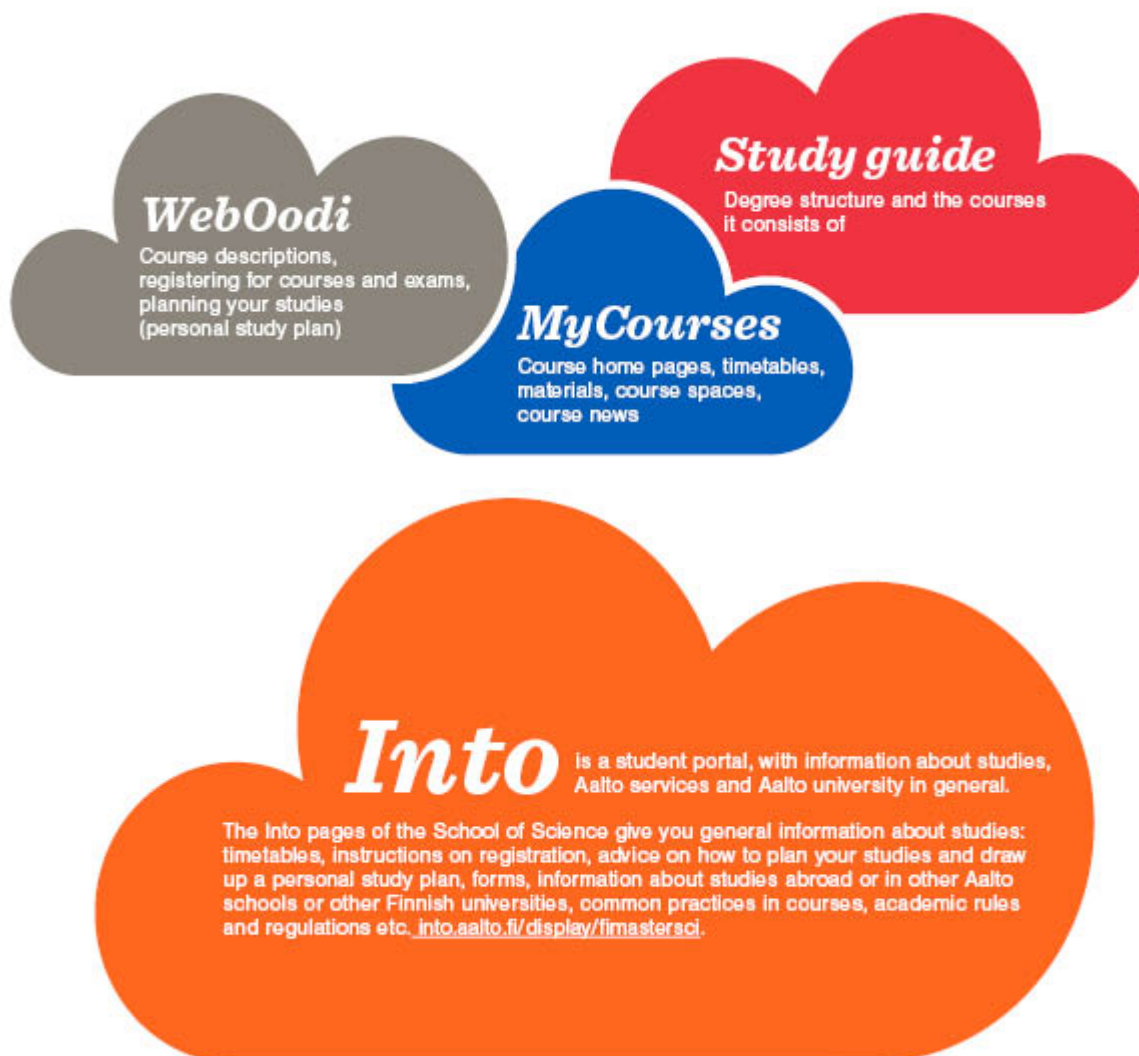 WebOodi
Course descriptions,
registering for courses and exams,
planning your studies
(personal study plan)
Study guide
Degree structure and the courses
it consists of
MyCourses
Course home pages, timetables,
materials, course spaces,
course news
Into is a student portal, with information about studies,
Aalto services and Aalto university in general.
The Into pages of the School of Science give you general information about studies:
timetables, instructions on registration, advice on how to plan your studies and draw
up a personal study plan, forms, information about studies abroad or in other Aalto
schools or other Finnish universities, common practices in courses, academic rules
and regulations etc. into.aalto.fi/display/fimastersci.